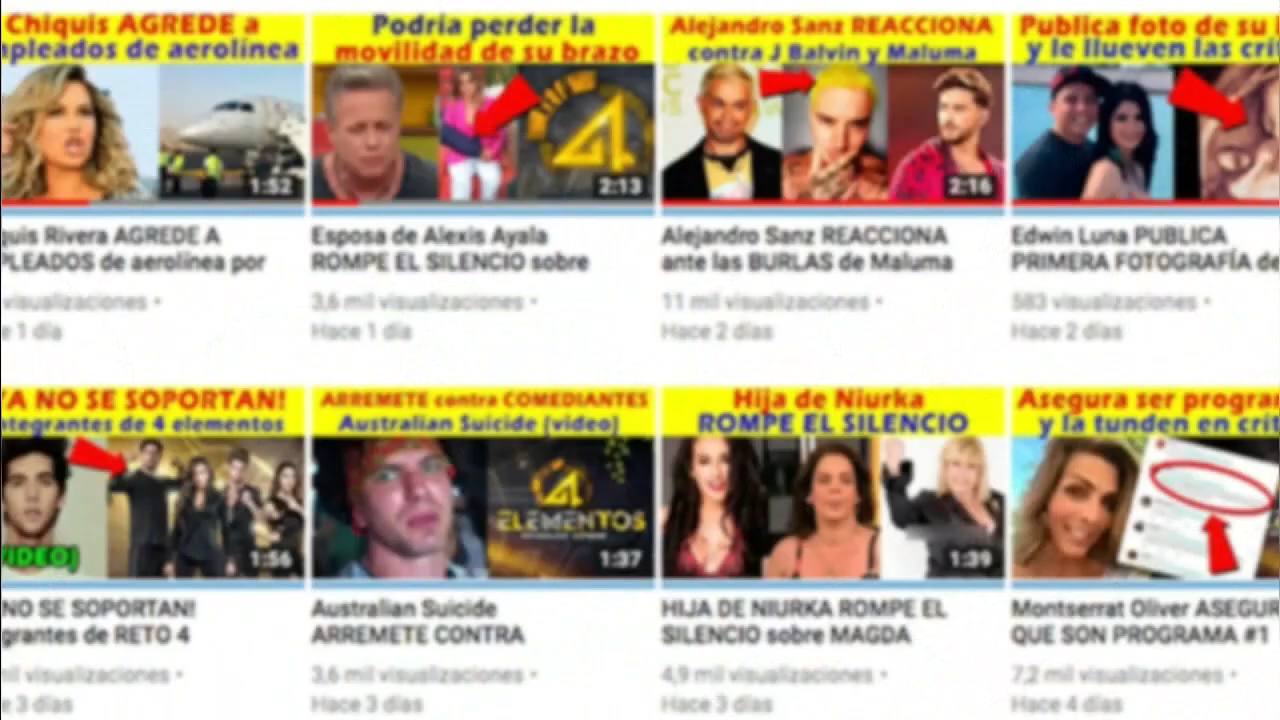 Chiquis AGREDE a
mpleados de aerolínea
1:52
quis Rivera AGREDE A
PLEADOS de aerolínea por
visualizaciones •
e 1 día
Podría perder la
movilidad de su brazo
4
2:13
Esposa de Alexis Ayala
ROMPE EL SILENCIO sobre
3,6 mil visualizaciones •
Hace 1 día
Alejandro Sanz REACCIONA
contra J Balvin y Maluma
2:16
Alejandro Sanz REACCIONA
ante las BURLAS de Maluma
11 mil visualizaciones •
Hace 2 días
Publica foto de su
y le llueven las crí
Edwin Luna PUBLICA
PRIMERA FOTOGRAFÍA de
583 visualizaciones •
Hace 2 días
YA NO SE SOPORTAN!
ntegrantes de 4 elementos
VIDEO)
1:56
NO SE SOPORTAN!
grantes de RETO 4
mil visualizaciones •
e 3 días
ARREMETE contra COMEDIANTES
Australian Suicide [video]
4
ELEMENTOS
1:37
Australian Suicide
ARREMETE CONTRA
3,6 mil visualizaciones •
Hace 3 días
Hija de Niurka
ROMPE EL SILENCIO
1:39
HIJA DE NIURKA ROMPE EL
SILENCIO sobre MAGDA
4,9 mil visualizaciones •
Hace 3 días
Asegura ser progra
y la tunden en crít
Montserrat Oliver ASEGUR
QUE SON PROGRAMA #1
7,2 mil visualizaciones •
Hace 4 días